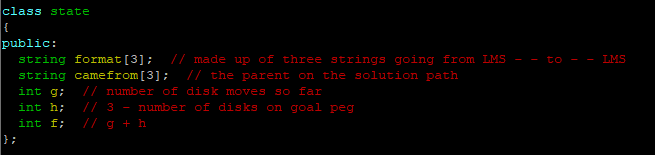 class state
{
public:
string format[3]; // made up of three strings going from LMS - - to - - LMS
string camefrom[3]; // the parent on the solution path
int g; // number of disk moves so far
int h; // 3 - number of disks on goal peg
int f; // g + h
};